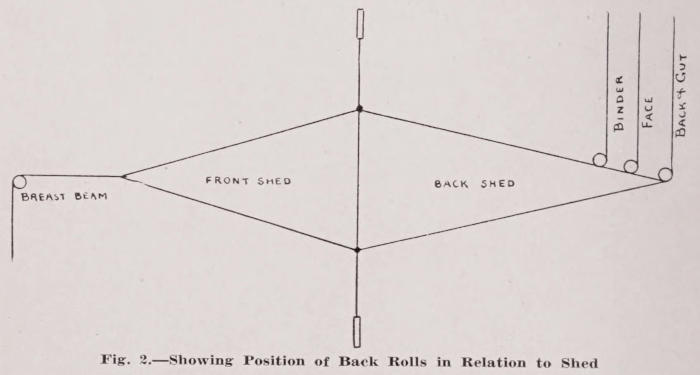 BINDER
FACE
BACK & GUT
FRONT SHED
BACK SHED
BREAST BEAM
Fig. 2.—Showing Position of Back Rolls in Relation to Shed